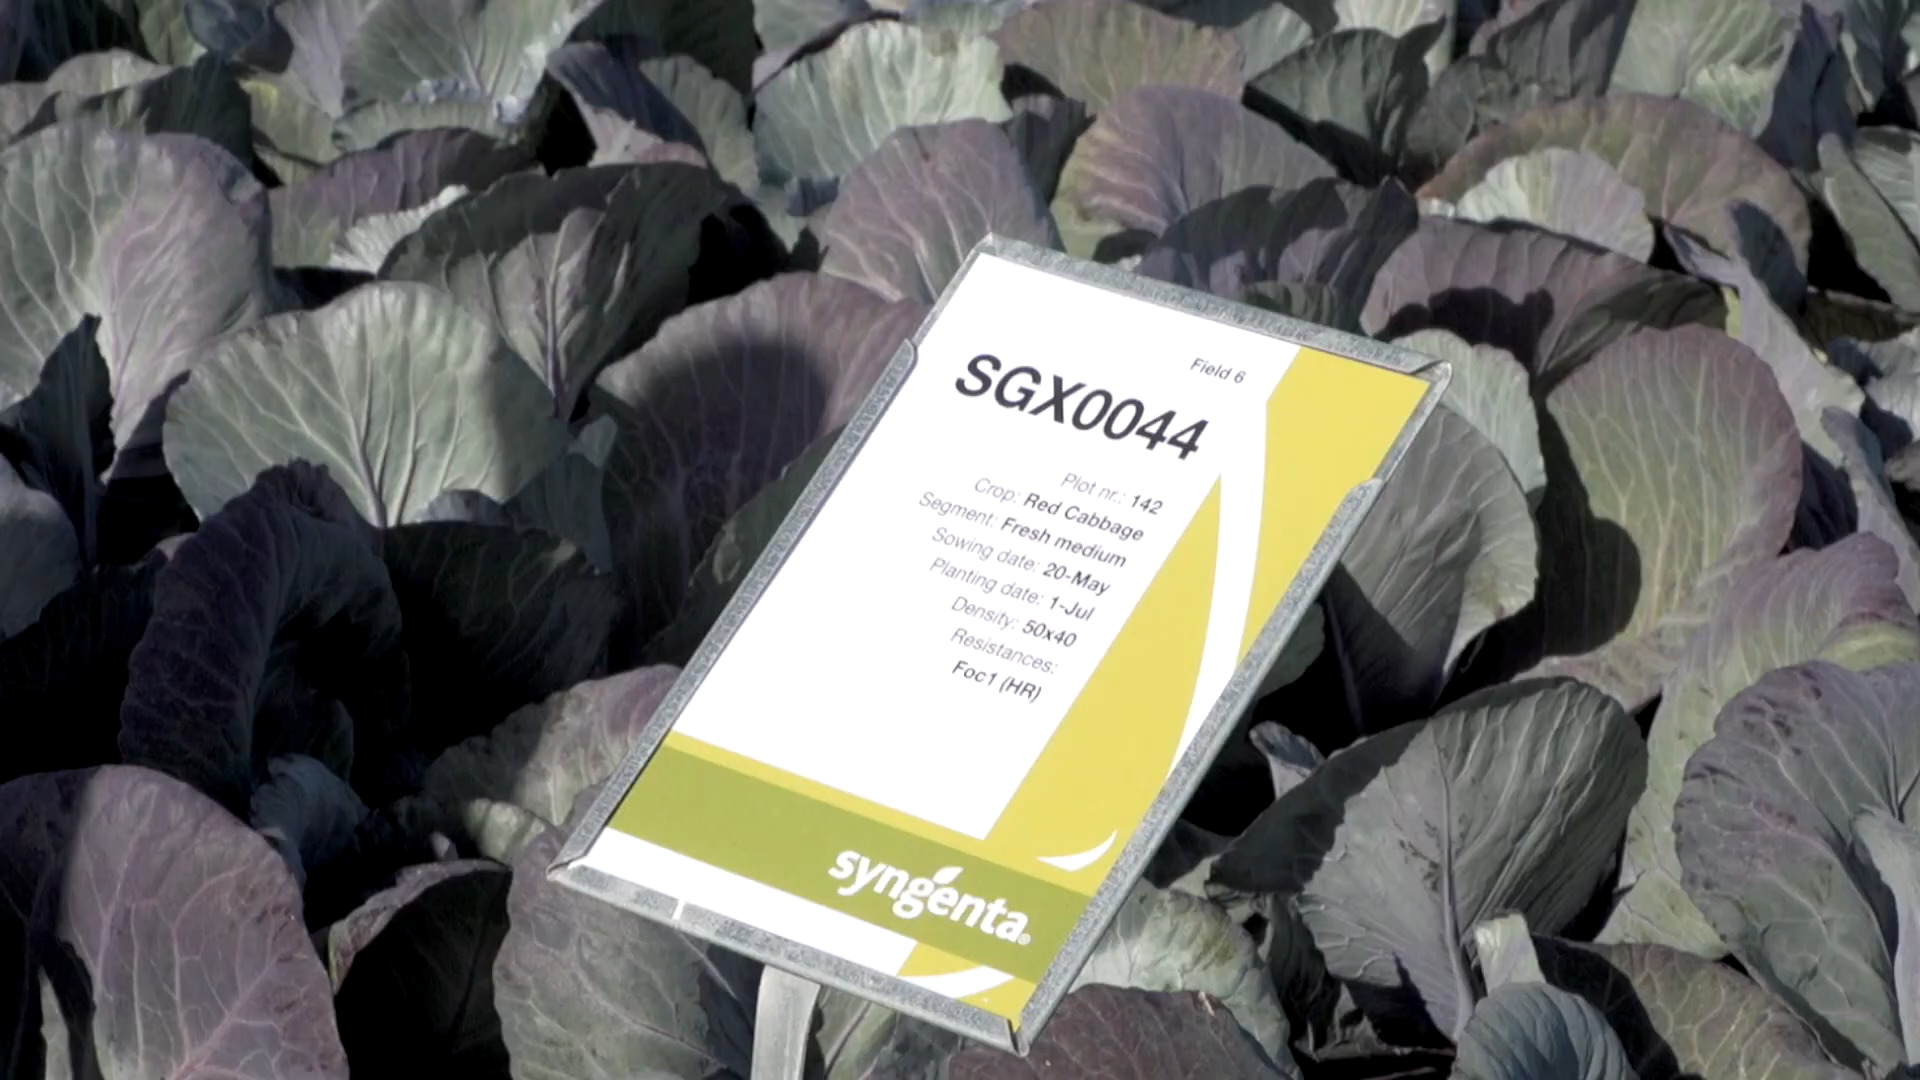 Field 6
SGX0044
Plot nr.: 142
Crop: Red Cabbage
Segment: Fresh medium
Sowing date: 20-May
Planting date: 1-Jul
Density: 50x40
Resistances:
Foc1 (HR)
syngenta®